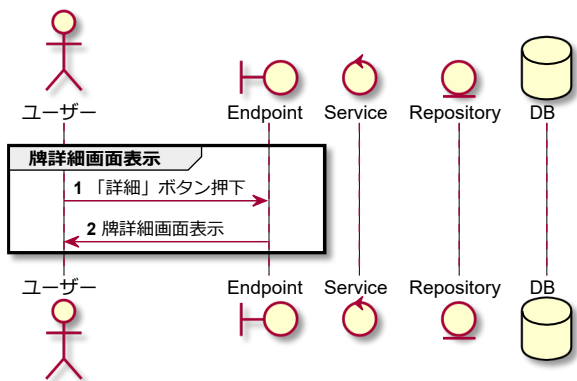 ユーザー Endpoint Service Repository DB
牌詳細画面表示
1 「詳細」ボタン押下
2 牌詳細画面表示
ユーザー Endpoint Service Repository DB